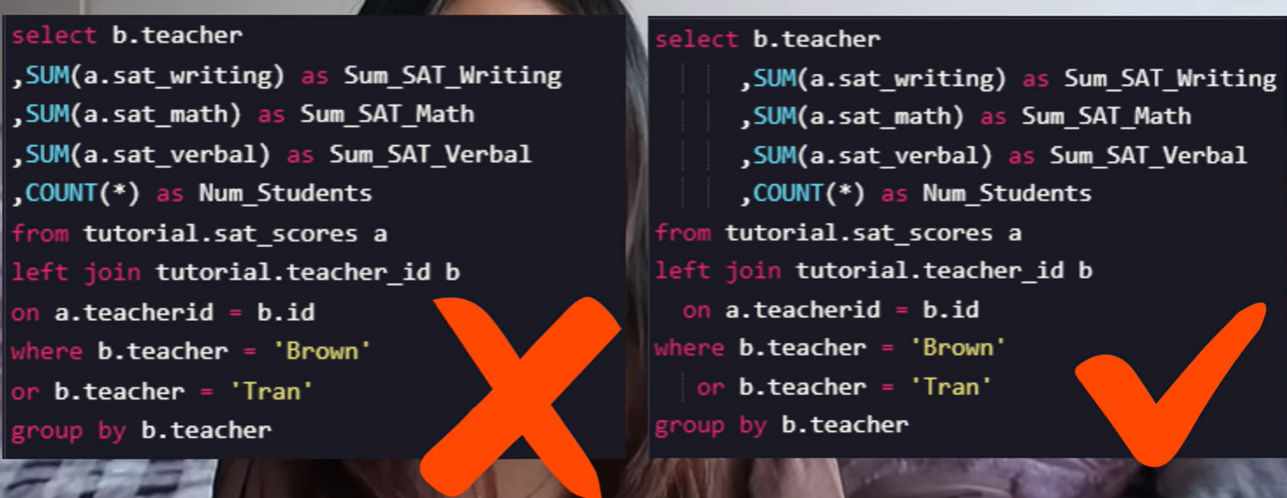 select b.teacher
,SUM(a.sat_writing) as Sum_SAT_Writing
,SUM(a.sat_math) as Sum_SAT_Math
,SUM(a.sat_verbal) as Sum_SAT_Verbal
,COUNT(*) as Num_Students
from tutorial.sat_scores a
left join tutorial.teacher_id b
on a.teacherid = b.id
where b.teacher = 'Brown'
or b.teacher = 'Tran'
group by b.teacher
select b.teacher
        ,SUM(a.sat_writing) as Sum_SAT_Writing
        ,SUM(a.sat_math) as Sum_SAT_Math
        ,SUM(a.sat_verbal) as Sum_SAT_Verbal
        ,COUNT(*) as Num_Students
from tutorial.sat_scores a
left join tutorial.teacher_id b
  on a.teacherid = b.id
where b.teacher = 'Brown'
   or b.teacher = 'Tran'
group by b.teacher